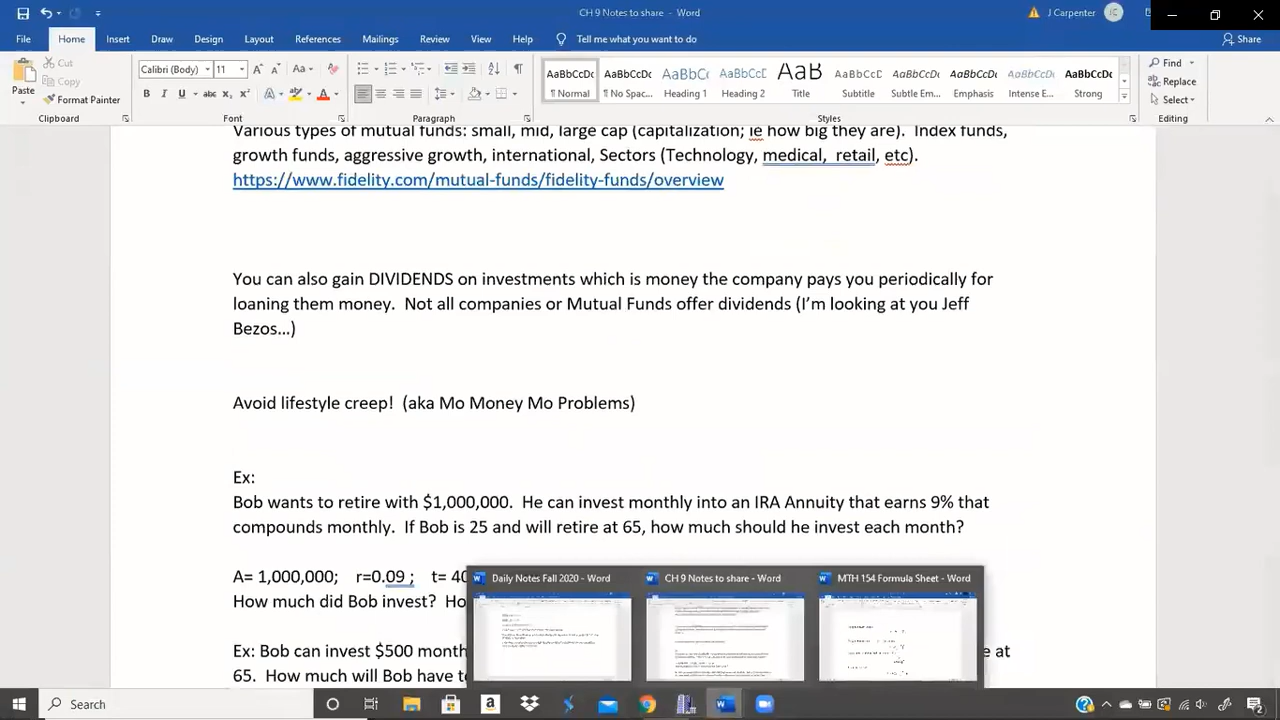 CH 9 Notes to share - Word
J Carpenter
JC
File Home Insert Draw Design Layout References Mailings Review View Help Tell me what you want to do Share
Paste
Cut
Copy
Format Painter
Clipboard
Calibri (Body) 11
Font
Paragraph
AaBbCcDc AaBbCcDc AaBbCc AaBbCcD AaB AaBbCcD AaBbCcDc AaBbCcDc AaBbCcDc AaBbCcDc
¶ Normal ¶ No Spac... Heading 1 Heading 2 Title Subtitle Subtle Em... Emphasis Intense E... Strong
Styles
Find
Replace
Select
Editing
Various types of mutual funds: small, mid, large cap (capitalization; ie how big they are). Index funds,
growth funds, aggressive growth, international, Sectors (Technology, medical, retail, etc).
https://www.fidelity.com/mutual-funds/fidelity-funds/overview
You can also gain DIVIDENDS on investments which is money the company pays you periodically for
loaning them money. Not all companies or Mutual Funds offer dividends (I'm looking at you Jeff
Bezos...)
Avoid lifestyle creep! (aka Mo Money Mo Problems)
Ex:
Bob wants to retire with $1,000,000. He can invest monthly into an IRA Annuity that earns 9% that
compounds monthly. If Bob is 25 and will retire at 65, how much should he invest each month?
A= 1,000,000; r=0.09 ; t= 40
How much did Bob invest? Ho
Ex: Bob can invest $500 month e at
65. How much will Bob have to
Daily Notes Fall 2020 - Word
CH 9 Notes to share - Word
MTH 154 Formula Sheet - Word
Search